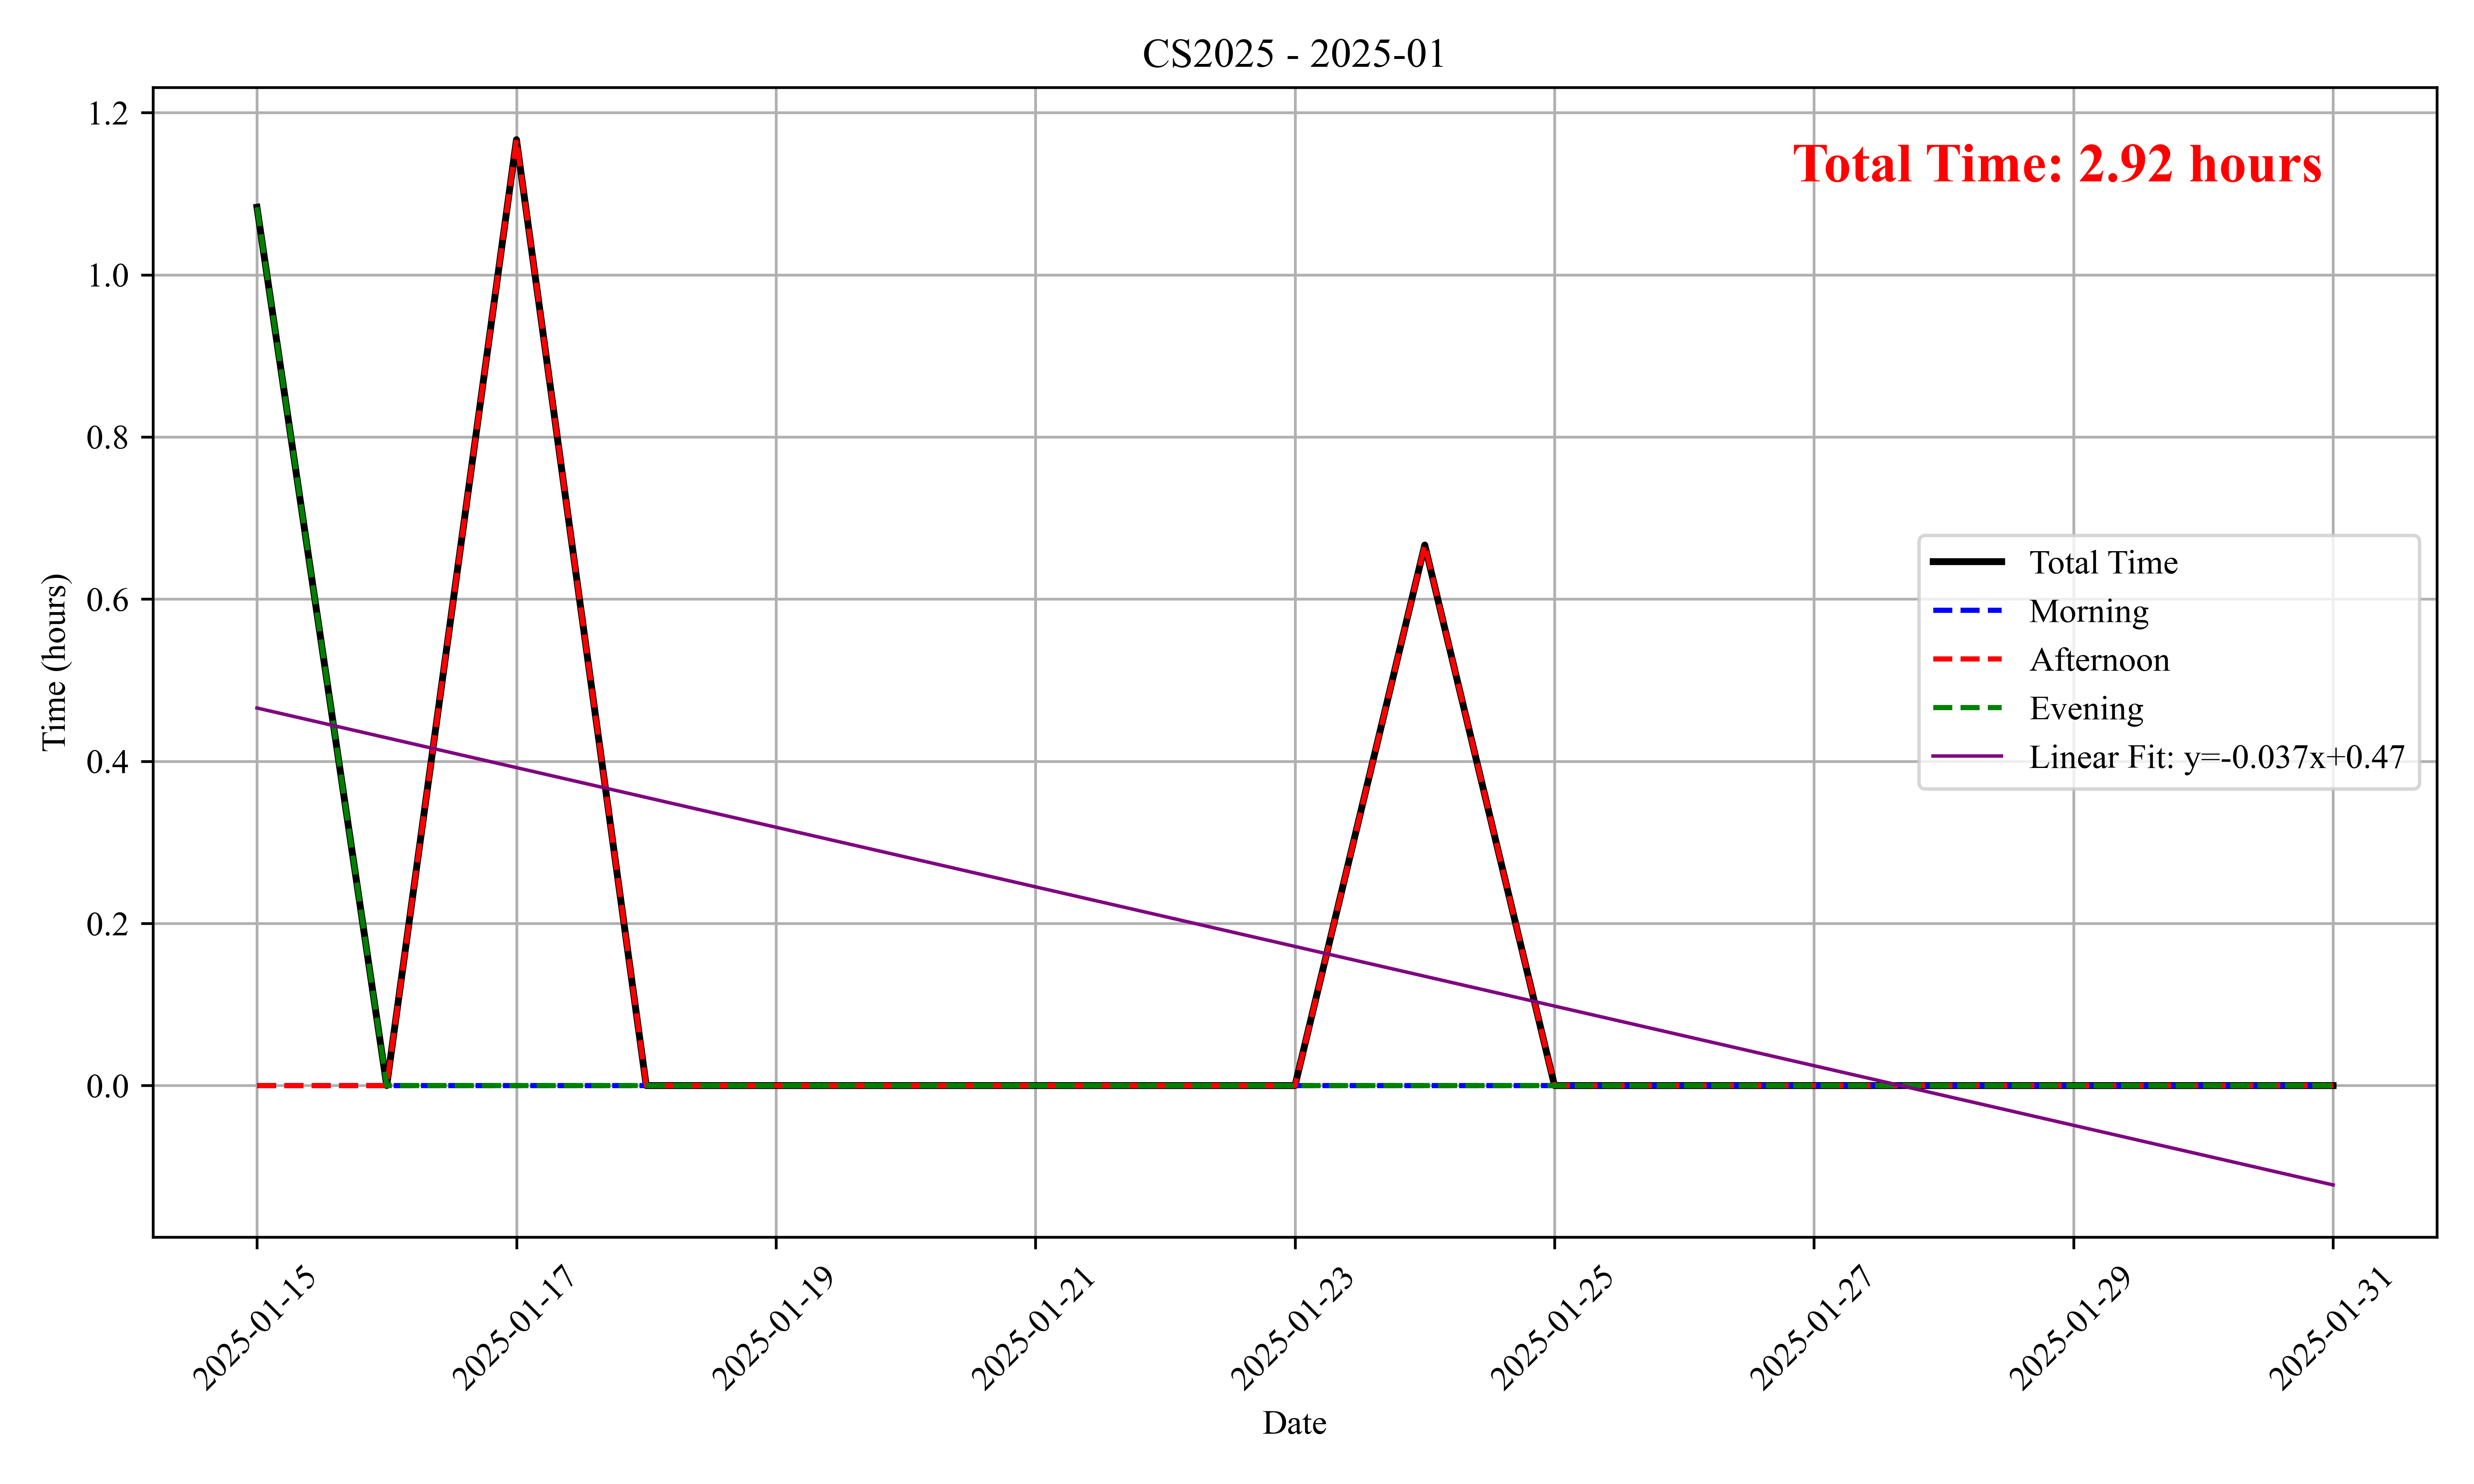 CS2025 - 2025-01
Total Time: 2.92 hours
1.2
1.0
0.8
0.6
0.4
0.2
0.0
Time (hours)
Total Time
Morning
Afternoon
Evening
Linear Fit: y=-0.037x+0.47
2025-01-15
2025-01-17
2025-01-19
2025-01-21
2025-01-23
2025-01-25
2025-01-27
2025-01-29
2025-01-31
Date